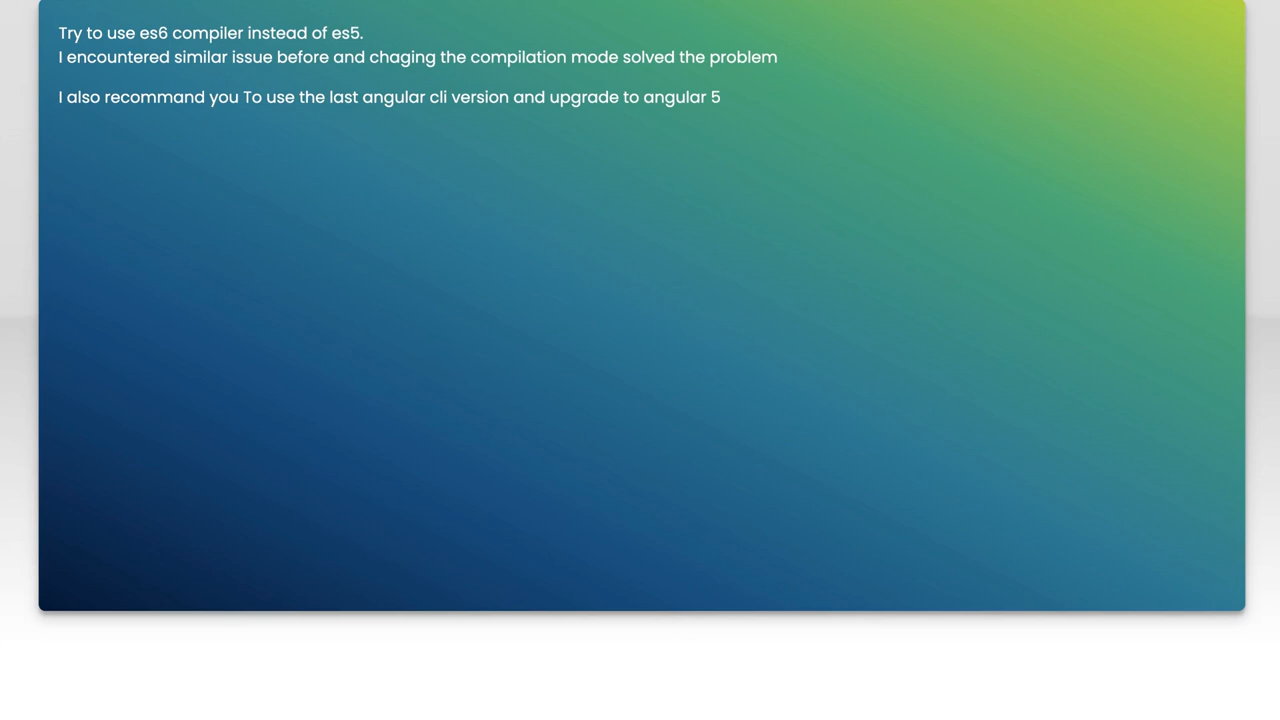 Try to use es6 compiler instead of es5.
I encountered similar issue before and chaging the compilation mode solved the problem
I also recommand you To use the last angular cli version and upgrade to angular 5